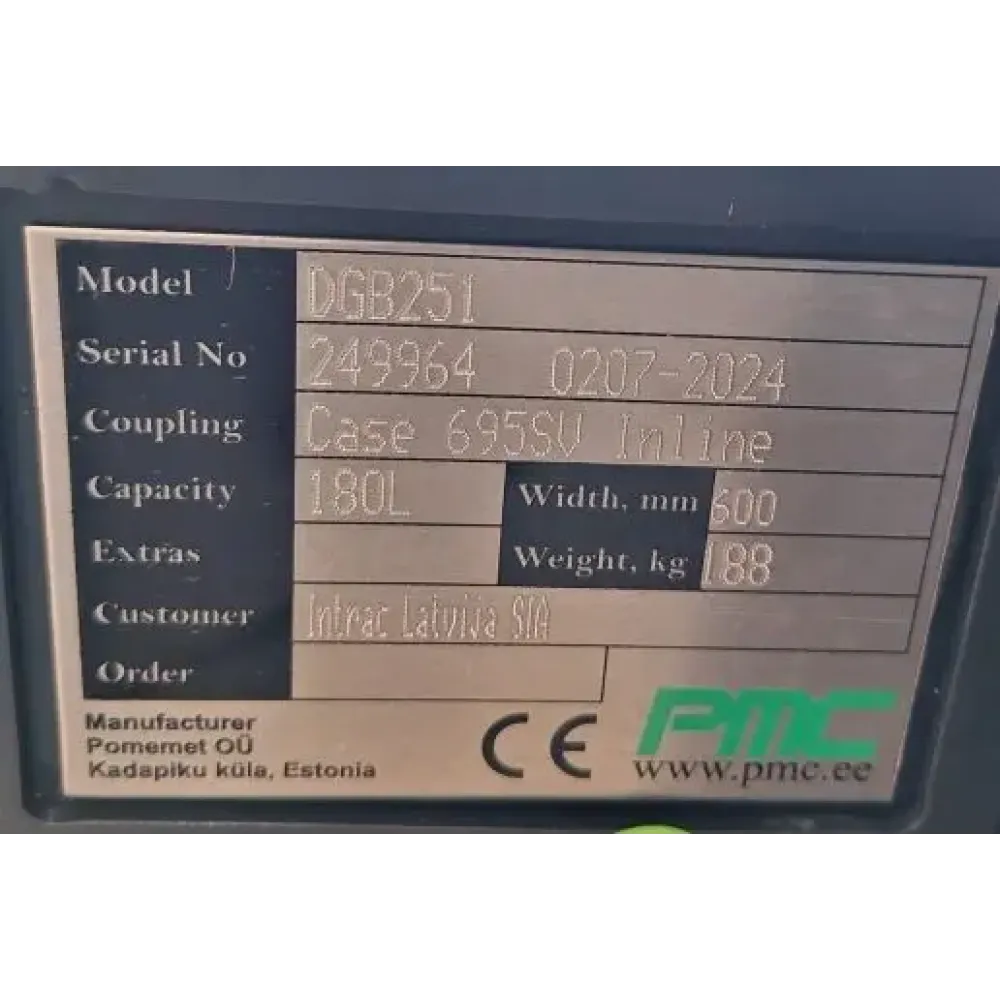 Model DGB251
Serial No 249964 0207-2024
Coupling Case 695SV Inline
Capacity 180L Width, mm 600
Extras Weight, kg 188
Customer Intrac Latvija SIA
Order
Manufacturer
Pomemet OÜ
Kadapiku küla, Estonia
CE
PMC
www.pmc.ee